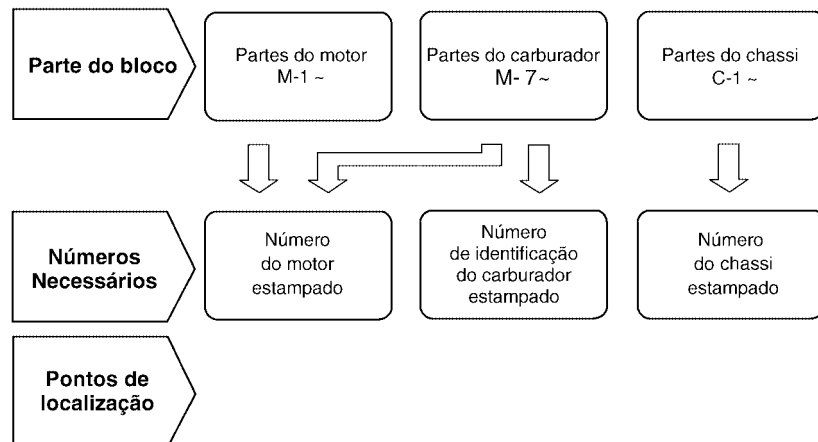 Parte do bloco
Partes do motor
M-1 ~
Partes do carburador
M- 7~
Partes do chassi
C-1 ~
Números
Necessários
Número
do motor
estampado
Número
de identificação
do carburador
estampado
Número
do chassi
estampado
Pontos de
localização